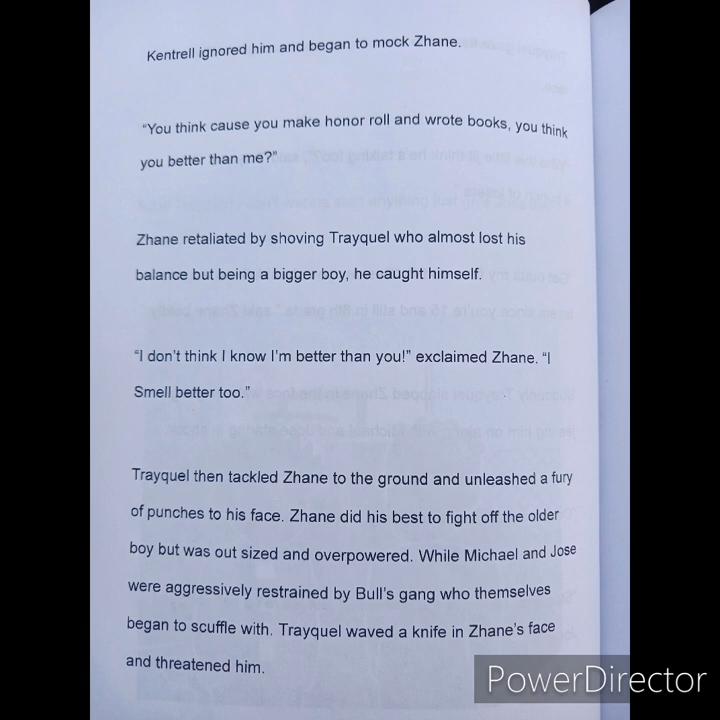 Kentrell ignored him and began to mock Zhane.
“You think cause you make honor roll and wrote books, you think
you better than me?”
Zhane retaliated by shoving Trayquel who almost lost his
balance but being a bigger boy, he caught himself.
“I don't think I know I'm better than you!” exclaimed Zhane. “I
Smell better too.”
Trayquel then tackled Zhane to the ground and unleashed a fury
of punches to his face. Zhane did his best to fight off the older
boy but was out sized and overpowered. While Michael and Jose
were aggressively restrained by Bull's gang who themselves
began to scuffle with. Trayquel waved a knife in Zhane's face
and threatened him.
PowerDirector